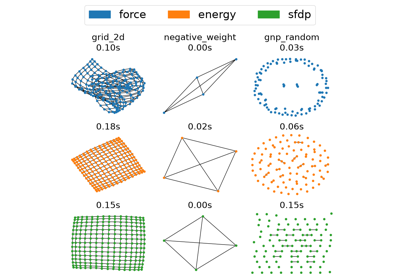 force energy sfdp
grid_2d negative_weight gnp_random
0.10s 0.00s 0.03s
0.18s 0.02s 0.06s
0.15s 0.00s 0.15s